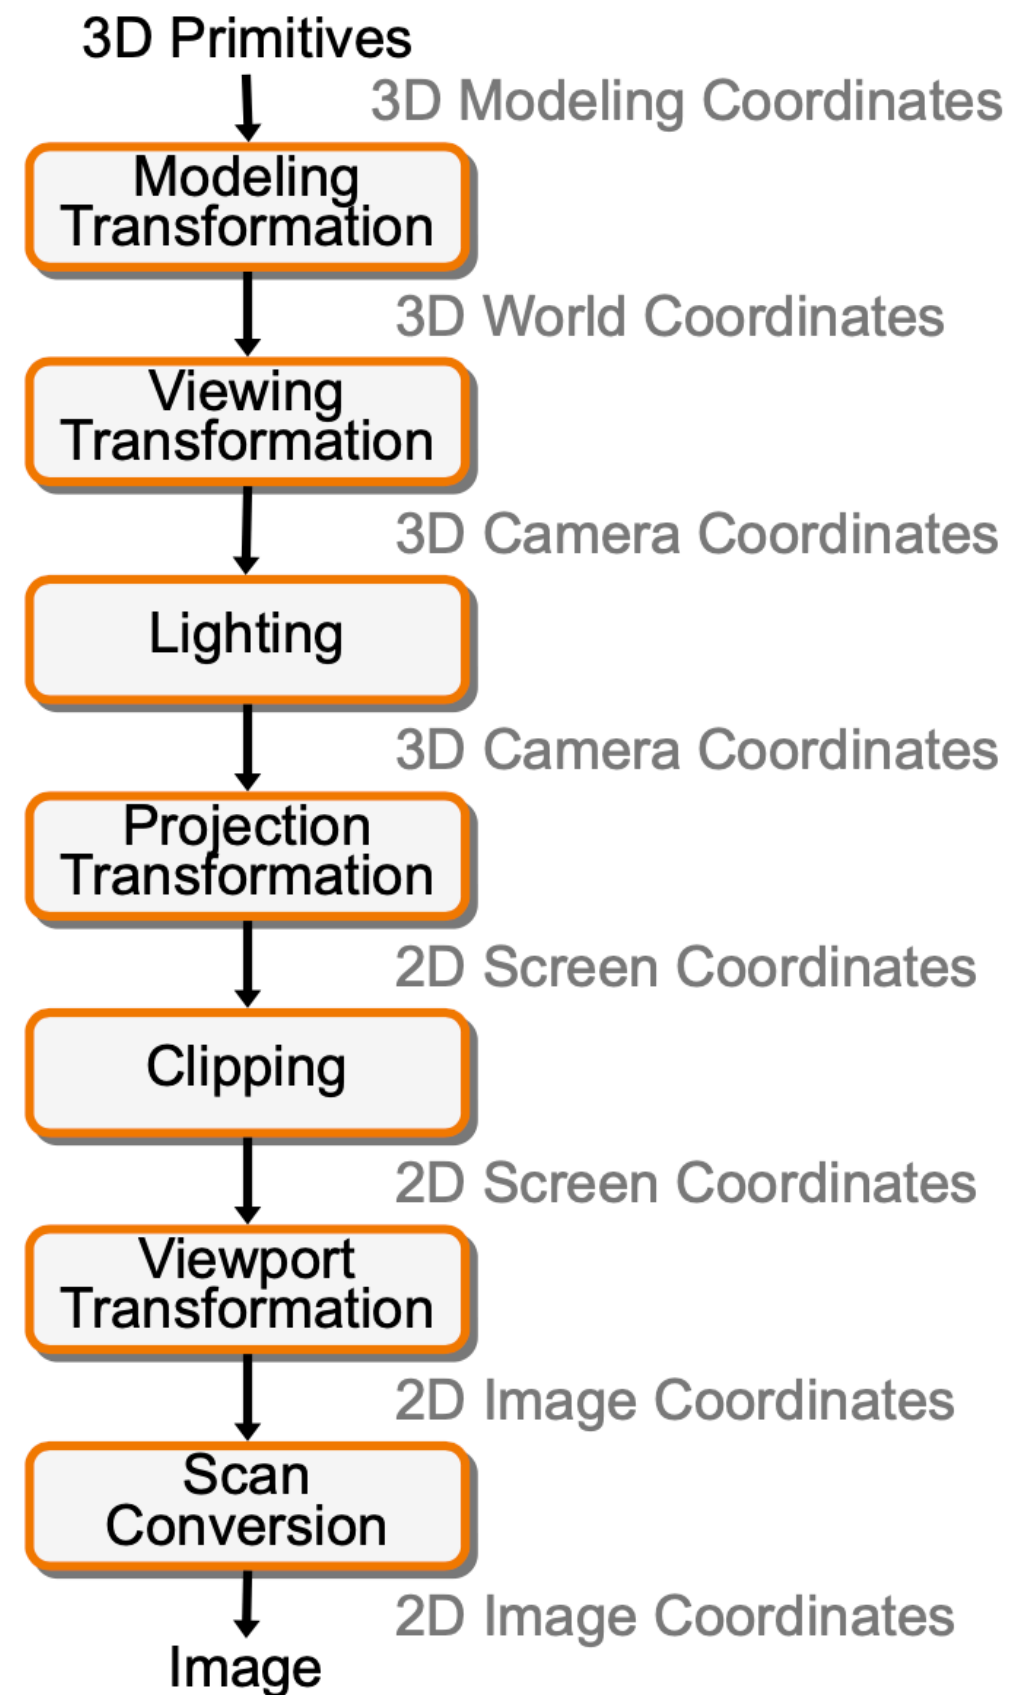 3D Primitives
3D Modeling Coordinates
Modeling
Transformation
3D World Coordinates
Viewing
Transformation
3D Camera Coordinates
Lighting
3D Camera Coordinates
Projection
Transformation
2D Screen Coordinates
Clipping
2D Screen Coordinates
Viewport
Transformation
2D Image Coordinates
Scan
Conversion
2D Image Coordinates
Image